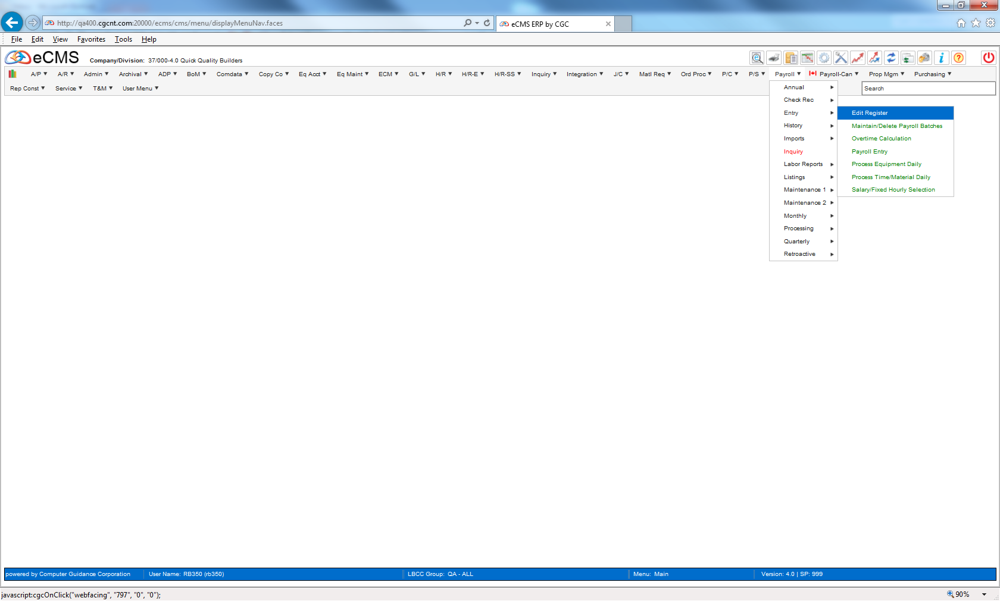 http://qa400.cgcnt.com:20000/ecms/cms/menu/displayMenuNav.faces
eCMS ERP by CGC
File Edit View Favorites Tools Help
eCMS Company/Division: 37/000-4.0 Quick Quality Builders
A/P A/R Admin Archival ADP BoM Comdata Copy Co Eq Acct Eq Maint ECM G/L H/R H/R-E H/R-SS Inquiry Integration J/C Matl Req Ord Proc P/C P/S Payroll Payroll-Can Prop Mgm Purchasing
Rep Const Service T&M User Menu Search
Annual
Check Rec
Entry
History
Imports
Inquiry
Labor Reports
Listings
Maintenance 1
Maintenance 2
Monthly
Processing
Quarterly
Retroactive
Edit Register
Maintain/Delete Payroll Batches
Overtime Calculation
Payroll Entry
Process Equipment Daily
Process Time/Material Daily
Salary/Fixed Hourly Selection
powered by Computer Guidance Corporation User Name: RB350 (rb350) LBCC Group: QA - ALL Menu: Main Version: 4.0 | SP: 999
javascript:cgcOnClick("webfacing", "797", "0", "0"); 90%